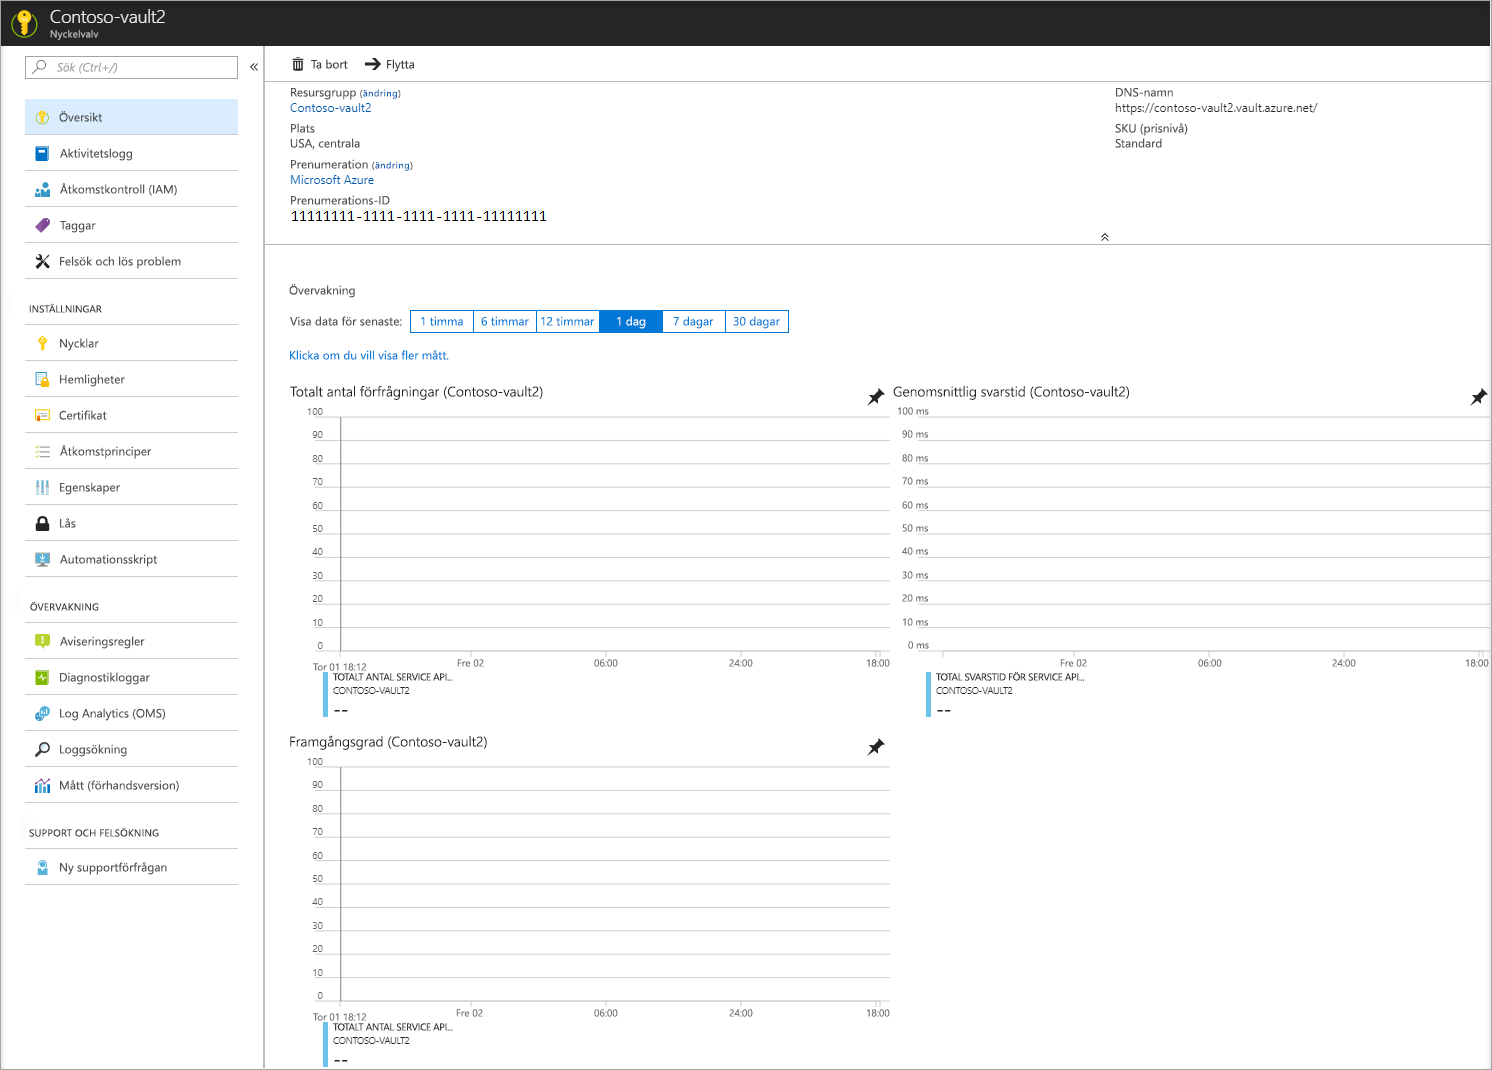 Contoso-vault2
Nyckelvalv
Sök (Ctrl+/)
«
Översikt
Aktivitetslogg
Åtkomstkontroll (IAM)
Taggar
Felsök och lös problem
INSTÄLLNINGAR
Nycklar
Hemligheter
Certifikat
Åtkomstprinciper
Egenskaper
Lås
Automationsskript
ÖVERVAKNING
Aviseringsregler
Diagnostikloggar
Log Analytics (OMS)
Loggsökning
Mått (förhandsversion)
SUPPORT OCH FELSÖKNING
Ny supportförfrågan
Ta bort Flytta
Resursgrupp (ändring)
Contoso-vault2
Plats
USA, centrala
Prenumeration (ändring)
Microsoft Azure
Prenumerations-ID
11111111-1111-1111-1111-11111111
DNS-namn
https://contoso-vault2.vault.azure.net/
SKU (prisnivå)
Standard
Övervakning
Visa data för senaste: 1 timma 6 timmar 12 timmar 1 dag 7 dagar 30 dagar
Klicka om du vill visa fler mått.
Totalt antal förfrågningar (Contoso-vault2)
100
90
80
70
60
50
40
30
20
10
0
Tor 01 18:12 Fre 02 06:00 24:00 18:00
TOTALT ANTAL SERVICE API...
CONTOSO-VAULT2
--
Genomsnittlig svarstid (Contoso-vault2)
100 ms
90 ms
80 ms
70 ms
60 ms
50 ms
40 ms
30 ms
20 ms
10 ms
0 ms
Fre 02 06:00 24:00 18:00
TOTAL SVARSTID FÖR SERVICE API...
CONTOSO-VAULT2
--
Framgångsgrad (Contoso-vault2)
100
90
80
70
60
50
40
30
20
10
0
Tor 01 18:12 Fre 02 06:00 24:00 18:00
TOTALT ANTAL SERVICE API...
CONTOSO-VAULT2
--